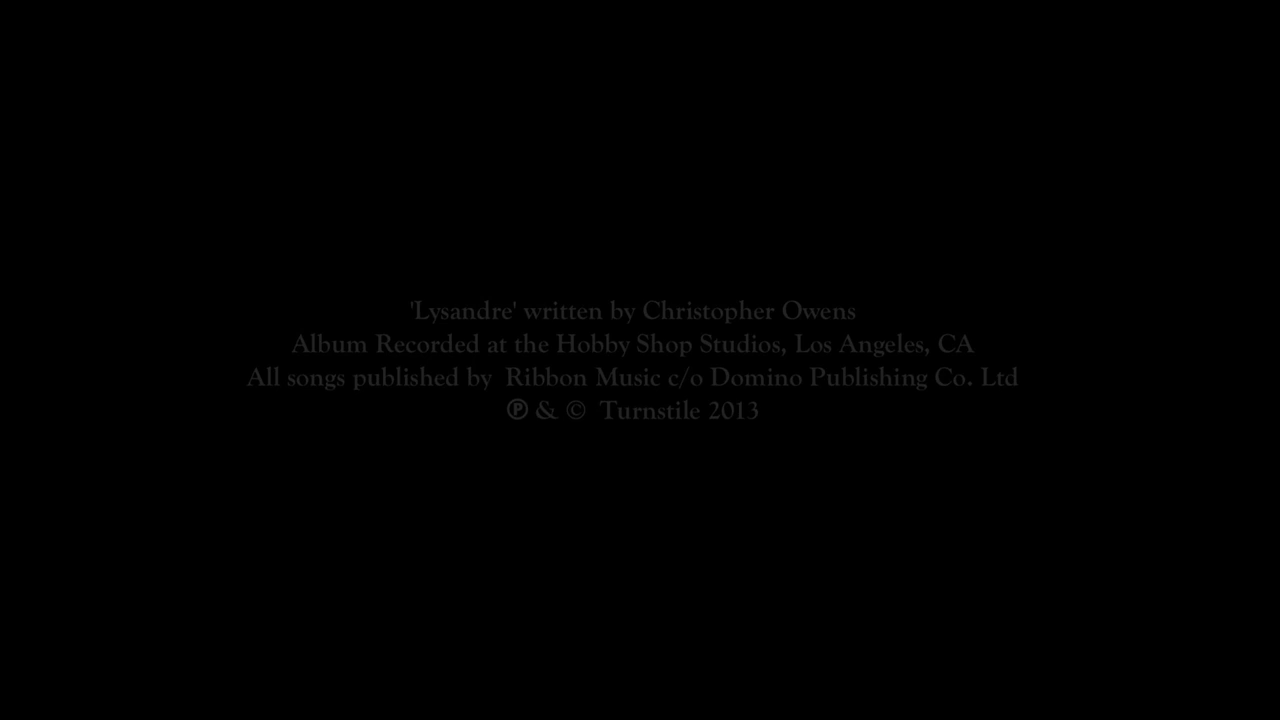 'Lysandre' written by Christopher Owens
Album Recorded at the Hobby Shop Studios, Los Angeles, CA
All songs published by  Ribbon Music c/o Domino Publishing Co. Ltd
℗ & ©  Turnstile 2013